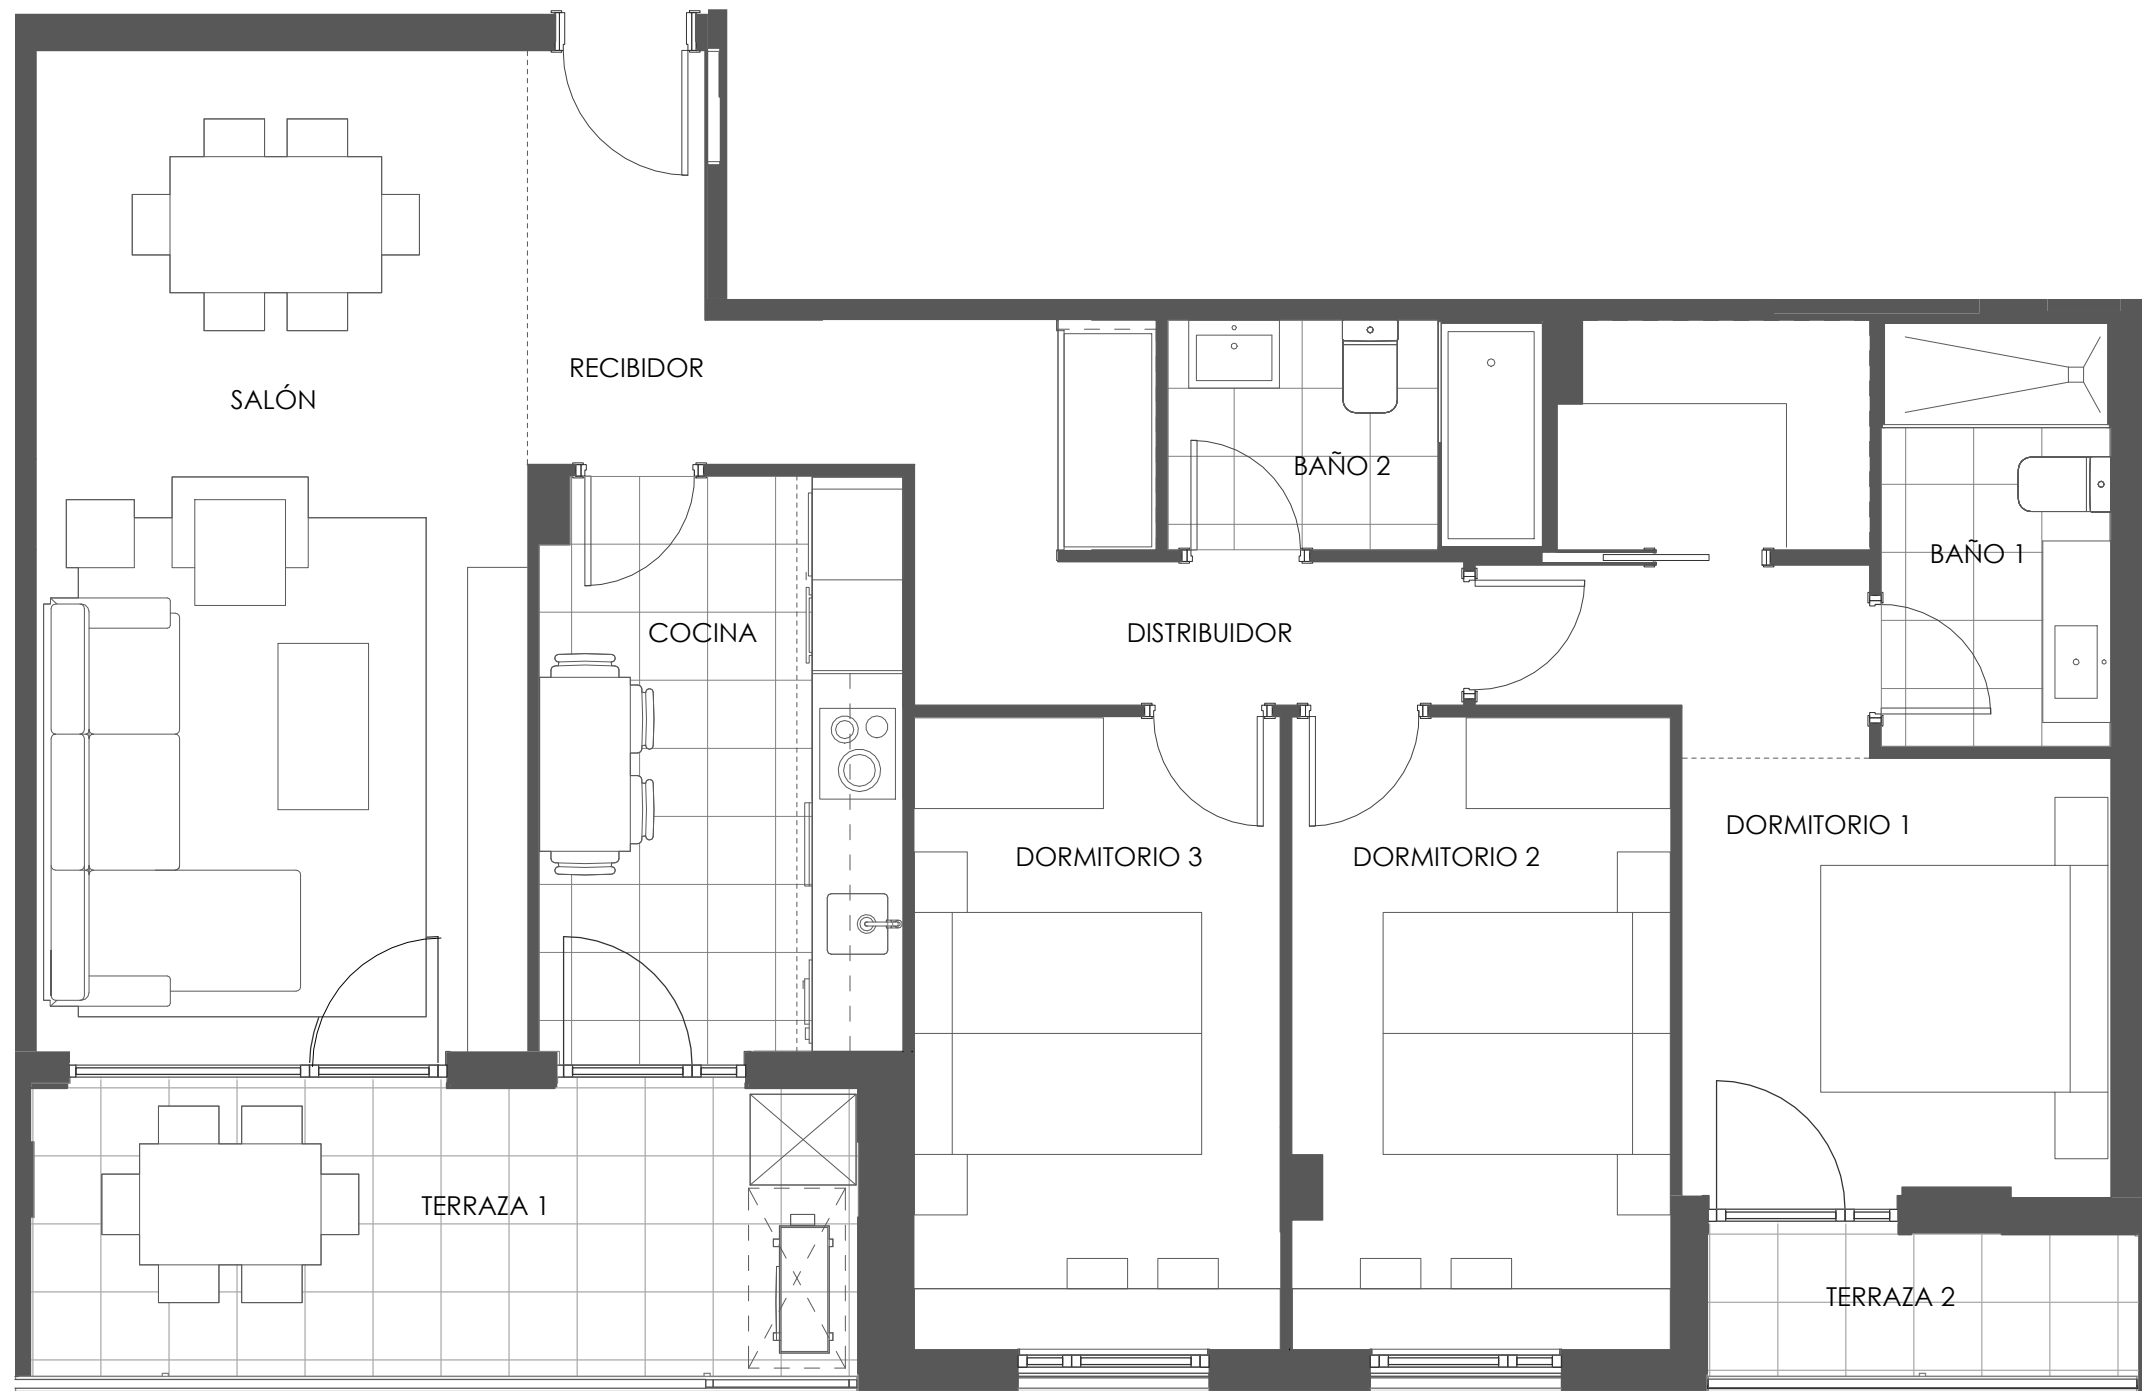 RECIBIDOR
SALÓN
BAÑO 2
BAÑO 1
COCINA
DISTRIBUIDOR
DORMITORIO 1
DORMITORIO 3
DORMITORIO 2
TERRAZA 1
TERRAZA 2